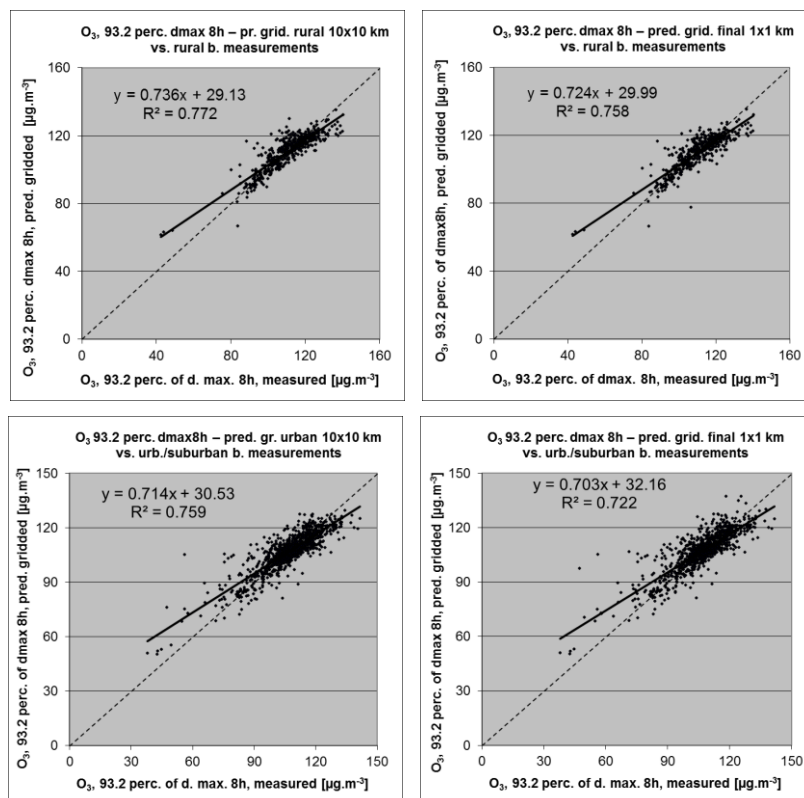 O₃, 93.2 perc. dmax 8h – pr. grid. rural 10x10 km
vs. rural b. measurements
O₃, 93.2 perc. dmax 8h, pred. gridded [µg.m⁻³]
160
120
80
40
0
y = 0.736x + 29.13
R² = 0.772
0 40 80 120 160
O₃, 93.2 perc. of d. max. 8h, measured [µg.m⁻³]
O₃, 93.2 perc. dmax 8h – pred. grid. final 1x1 km
vs. rural b. measurements
O₃, 93.2 perc. of dmax8h, pred. gridded [µg.m⁻³]
160
120
80
40
0
y = 0.724x + 29.99
R² = 0.758
0 40 80 120 160
O₃, 93.2 perc. of dmax. 8h, measured [µg.m⁻³]
O₃ 93.2 perc. dmax8h – pred. gr. urban 10x10 km
vs. urb./suburban b. measurements
O₃, 93.2 perc. of dmax 8h, pred. gridded [µg.m⁻³]
150
120
90
60
30
0
y = 0.714x + 30.53
R² = 0.759
0 30 60 90 120 150
O₃, 93.2 perc. of d. max. 8h, measured [µg.m⁻³]
O₃ 93.2 perc. dmax 8h – pred. grid. final 1x1 km
vs. urb./suburban b. measurements
O₃, 93.2 perc. of dmax 8h, pred. gridded [µg.m⁻³]
150
120
90
60
30
0
y = 0.703x + 32.16
R² = 0.722
0 30 60 90 120 150
O₃, 93.2 perc. of d. max. 8h, measured [µg.m⁻³]